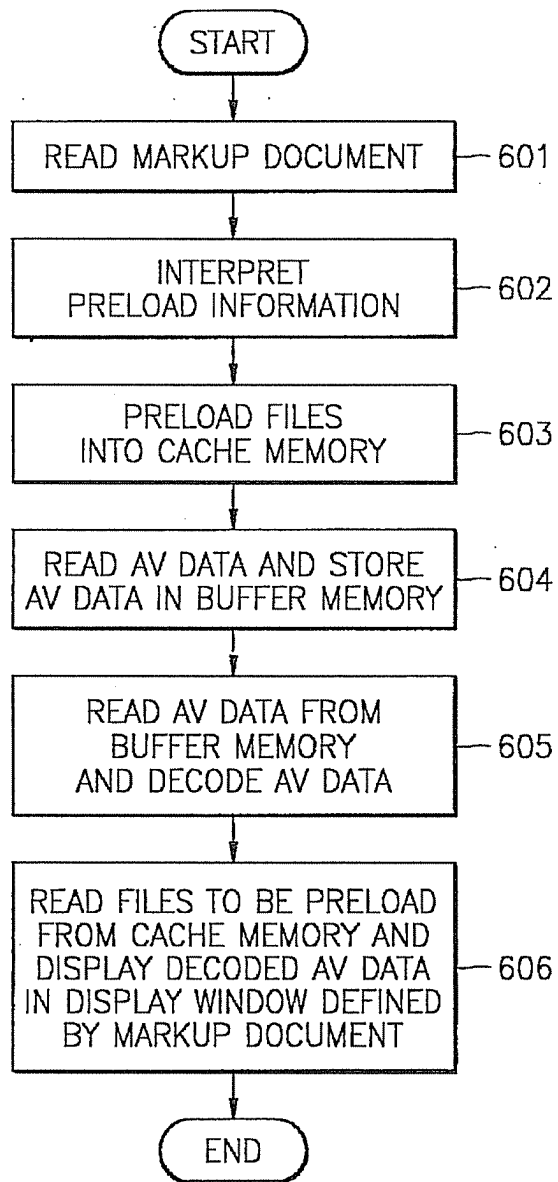 START
READ MARKUP DOCUMENT
601
INTERPRET
PRELOAD INFORMATION
602
PRELOAD FILES
INTO CACHE MEMORY
603
READ AV DATA AND STORE
AV DATA IN BUFFER MEMORY
604
READ AV DATA FROM
BUFFER MEMORY
AND DECODE AV DATA
605
READ FILES TO BE PRELOAD
FROM CACHE MEMORY AND
DISPLAY DECODED AV DATA
IN DISPLAY WINDOW DEFINED
BY MARKUP DOCUMENT
606
END